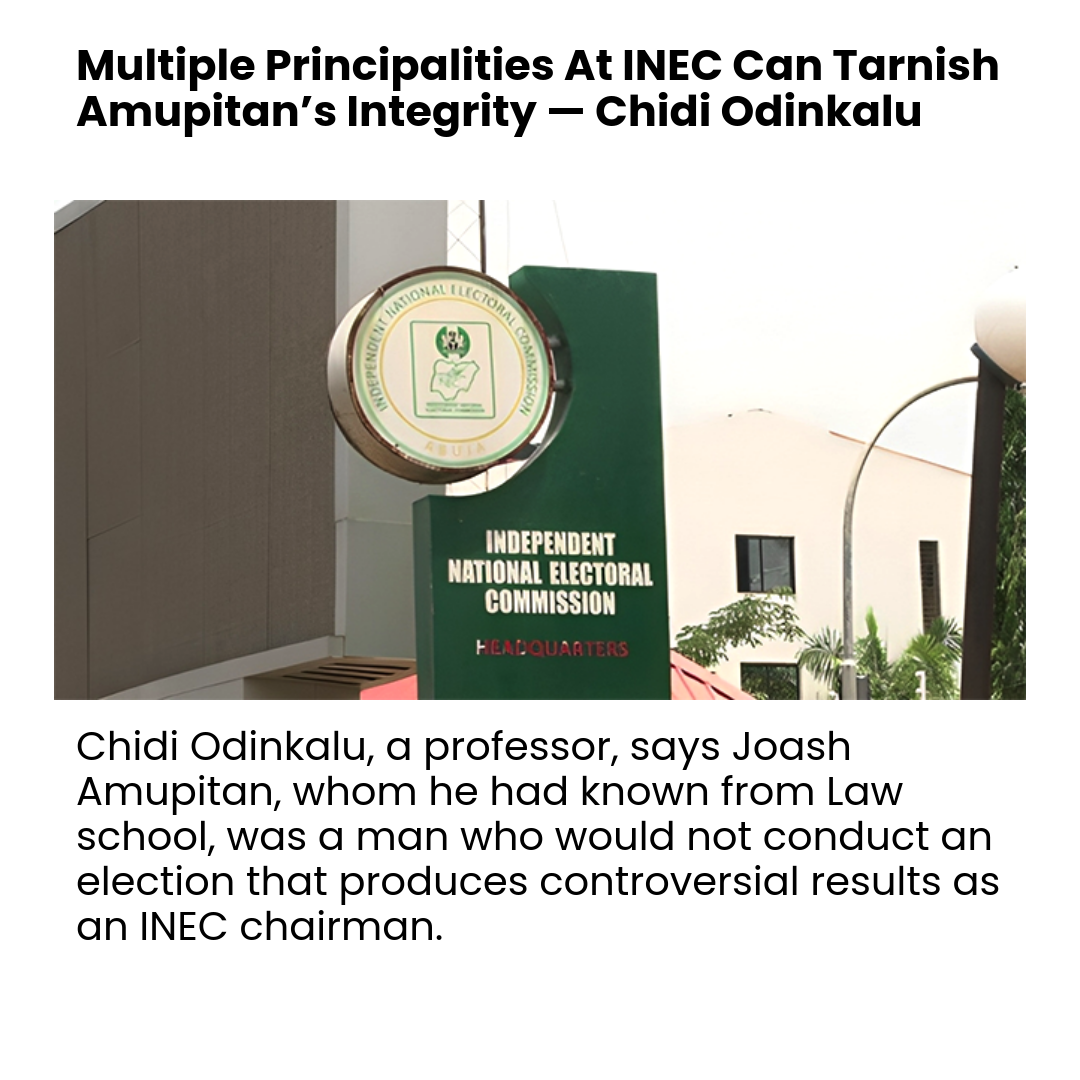 Multiple Principalities At INEC Can Tarnish
Amupitan’s Integrity — Chidi Odinkalu
INDEPENDENT NATIONAL ELECTORAL COMMISSION
ABUJA
INDEPENDENT
NATIONAL ELECTORAL
COMMISSION
HEADQUARTERS
Chidi Odinkalu, a professor, says Joash
Amupitan, whom he had known from Law
school, was a man who would not conduct an
election that produces controversial results as
an INEC chairman.